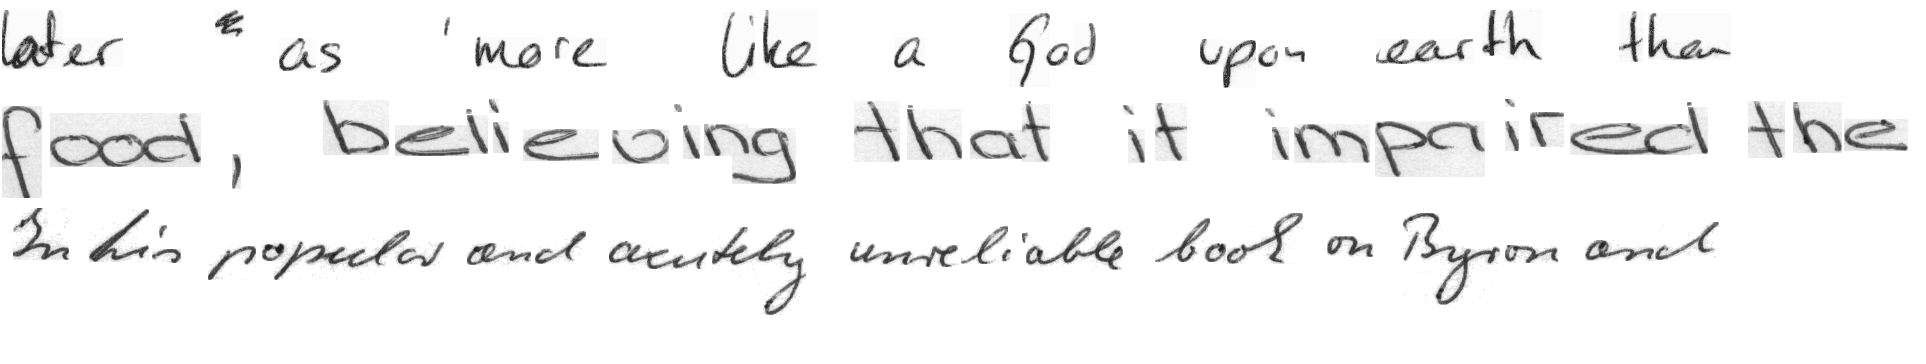 later as 'more like a God upon earth than
food, believing that it impaired the
In his popular and acutely unreliable book on Byron and